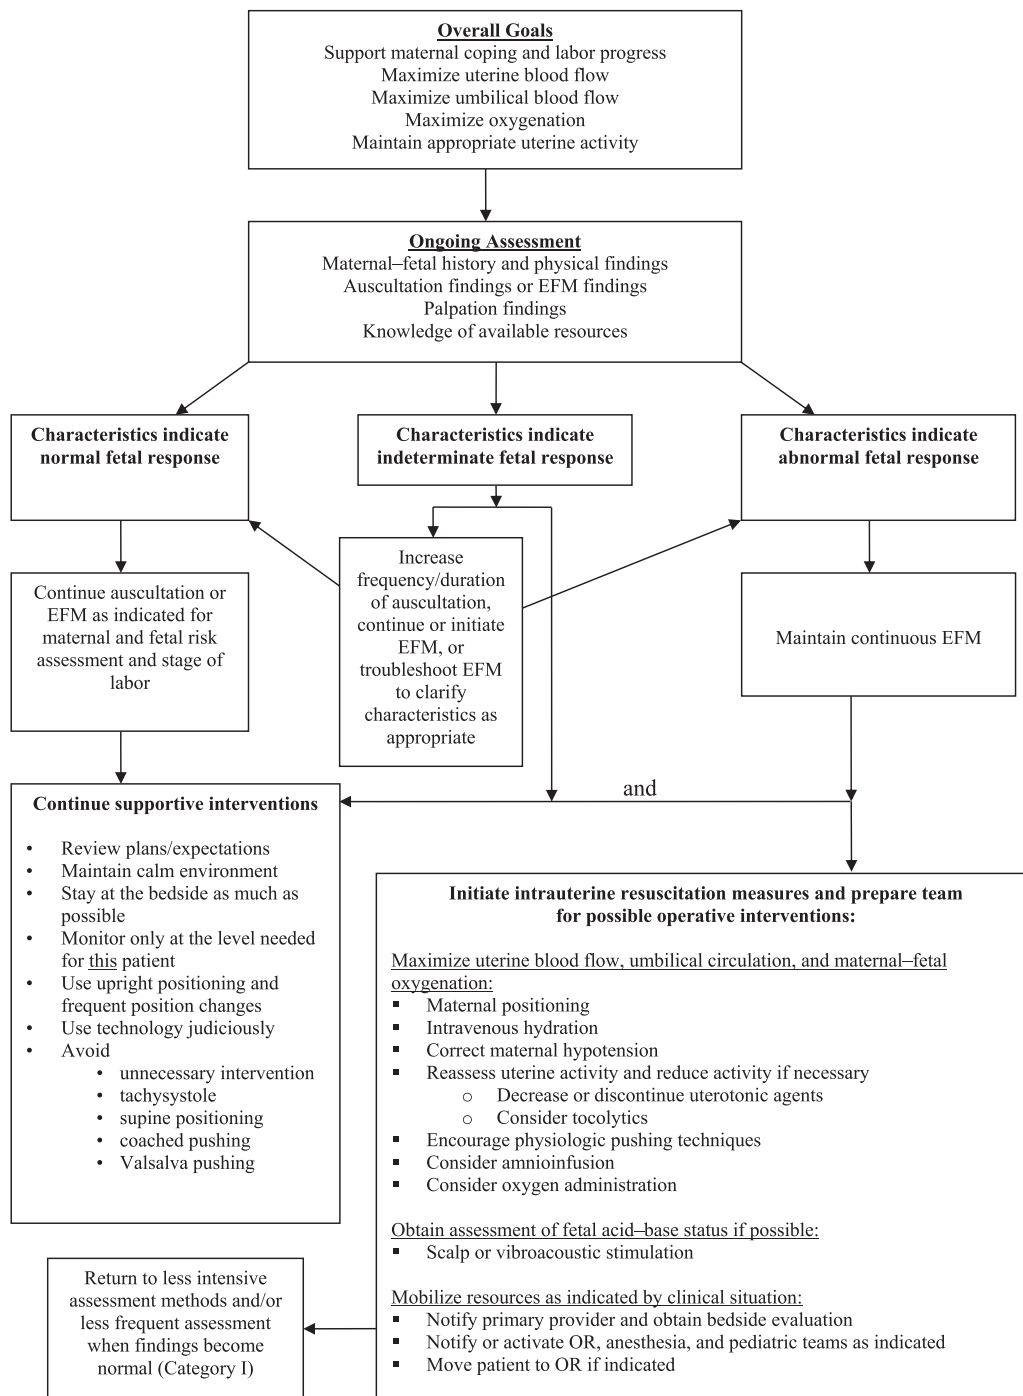 Overall Goals
Support maternal coping and labor progress
Maximize uterine blood flow
Maximize umbilical blood flow
Maximize oxygenation
Maintain appropriate uterine activity
Ongoing Assessment
Maternal–fetal history and physical findings
Auscultation findings or EFM findings
Palpation findings
Knowledge of available resources
Characteristics indicate
normal fetal response
Characteristics indicate
indeterminate fetal response
Characteristics indicate
abnormal fetal response
Continue auscultation or
EFM as indicated for
maternal and fetal risk
assessment and stage of
labor
Increase
frequency/duration
of auscultation,
continue or initiate
EFM, or
troubleshoot EFM
to clarify
characteristics as
appropriate
Maintain continuous EFM
and
Continue supportive interventions
• Review plans/expectations
• Maintain calm environment
• Stay at the bedside as much as
possible
• Monitor only at the level needed
for this patient
• Use upright positioning and
frequent position changes
• Use technology judiciously
• Avoid
• unnecessary intervention
• tachysystole
• supine positioning
• coached pushing
• Valsalva pushing
Initiate intrauterine resuscitation measures and prepare team
for possible operative interventions:
Maximize uterine blood flow, umbilical circulation, and maternal–fetal
oxygenation:
▪ Maternal positioning
▪ Intravenous hydration
▪ Correct maternal hypotension
▪ Reassess uterine activity and reduce activity if necessary
o Decrease or discontinue uterotonic agents
o Consider tocolytics
▪ Encourage physiologic pushing techniques
▪ Consider amnioinfusion
▪ Consider oxygen administration
Obtain assessment of fetal acid–base status if possible:
▪ Scalp or vibroacoustic stimulation
Mobilize resources as indicated by clinical situation:
▪ Notify primary provider and obtain bedside evaluation
▪ Notify or activate OR, anesthesia, and pediatric teams as indicated
▪ Move patient to OR if indicated
Return to less intensive
assessment methods and/or
less frequent assessment
when findings become
normal (Category I)